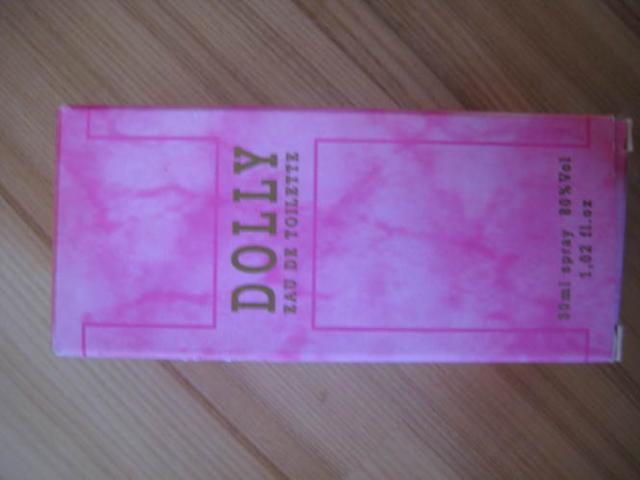 DOLLY
EAU DE TOILETTE
30ml spray 80%Vol
1,02 fl.oz